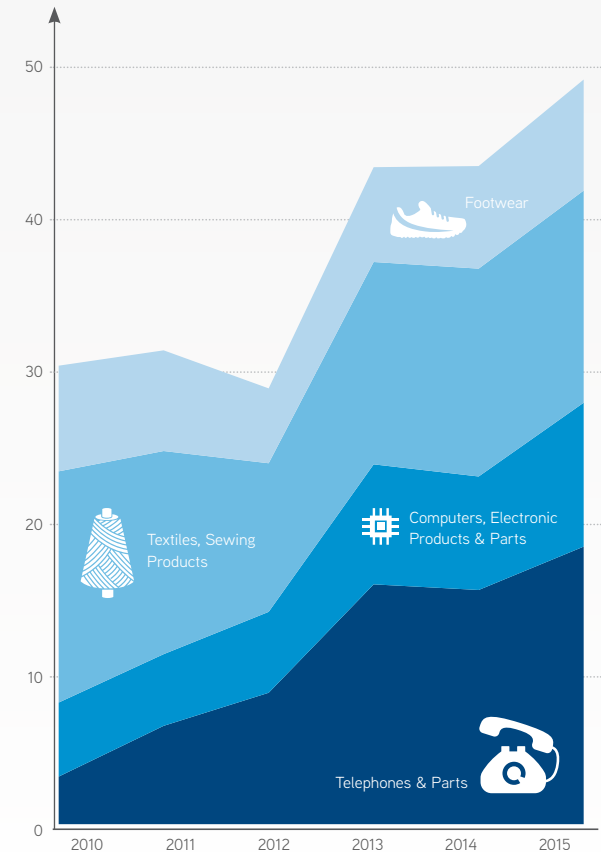 50
40
Footwear
30
20
Textiles, Sewing
Products
Computers, Electronic
Products & Parts
10
Telephones & Parts
0
2010 2011 2012 2013 2014 2015